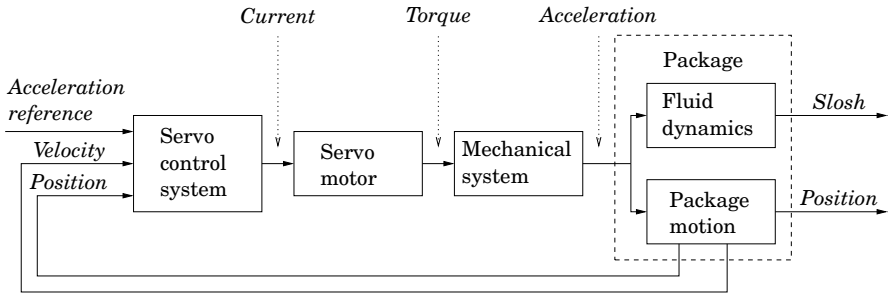 Current
Torque
Acceleration
Package
Acceleration
reference
Velocity
Position
Servo
control
system
Servo
motor
Mechanical
system
Fluid
dynamics
Slosh
Package
motion
Position